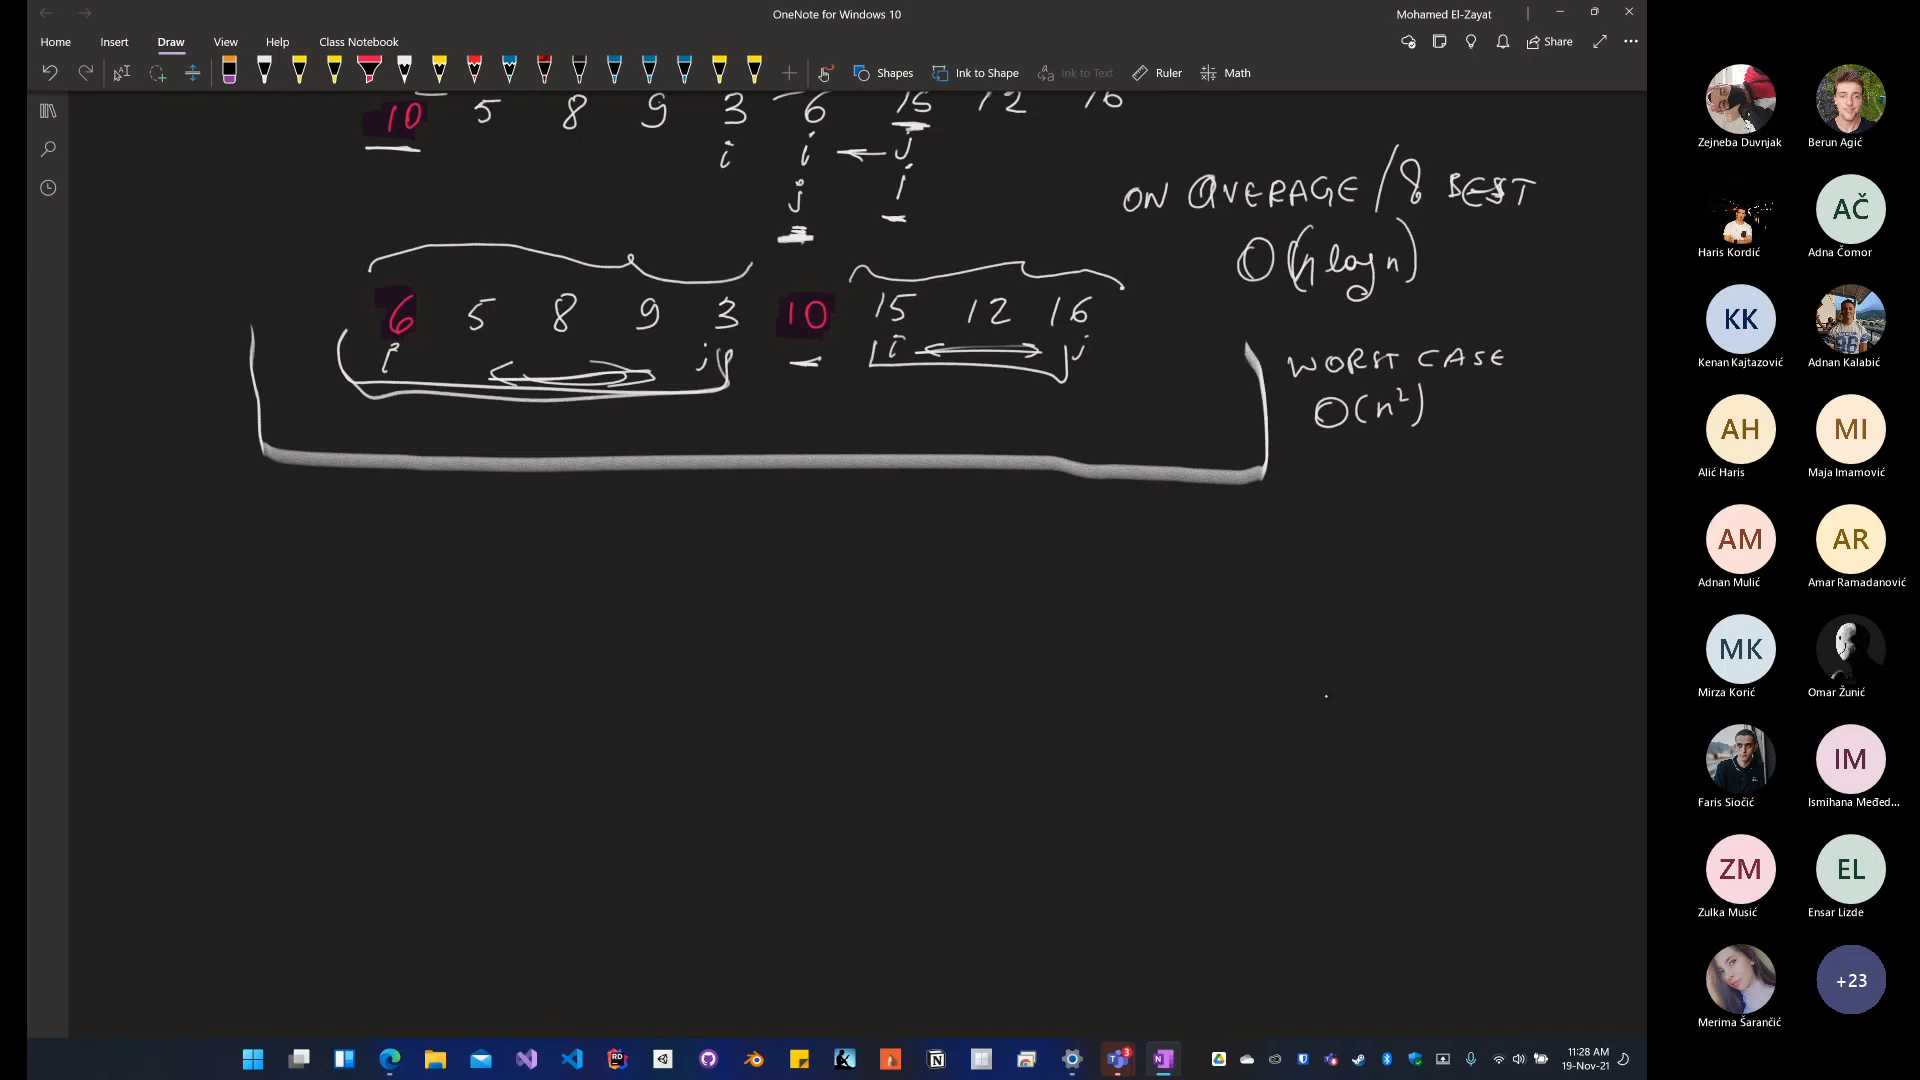 OneNote for Windows 10
Mohamed El-Zayat
Home Insert Draw View Help Class Notebook
Share
Shapes Ink to Shape Ink to Text Ruler Math
10 5 8 9 3 6 15 12 16
i i ← j
j i
ON AVERAGE / & BEST
O(n log n)
6 5 8 9 3 10 15 12 16
i j i j
WORST CASE
O(n²)
Zejneba Duvnjak
Berun Agić
Haris Kordić
AČ
Adna Čomor
KK
Kenan Kajtazović
Adnan Kalabić
AH
Alić Haris
MI
Maja Imamović
AM
Adnan Mulić
AR
Amar Ramadanović
MK
Mirza Korić
Omar Žunić
Faris Siočić
IM
Ismihana Međed...
ZM
Zulka Musić
EL
Ensar Lizde
Merima Šarančić
+23
RD
3
11:28 AM
19-Nov-21